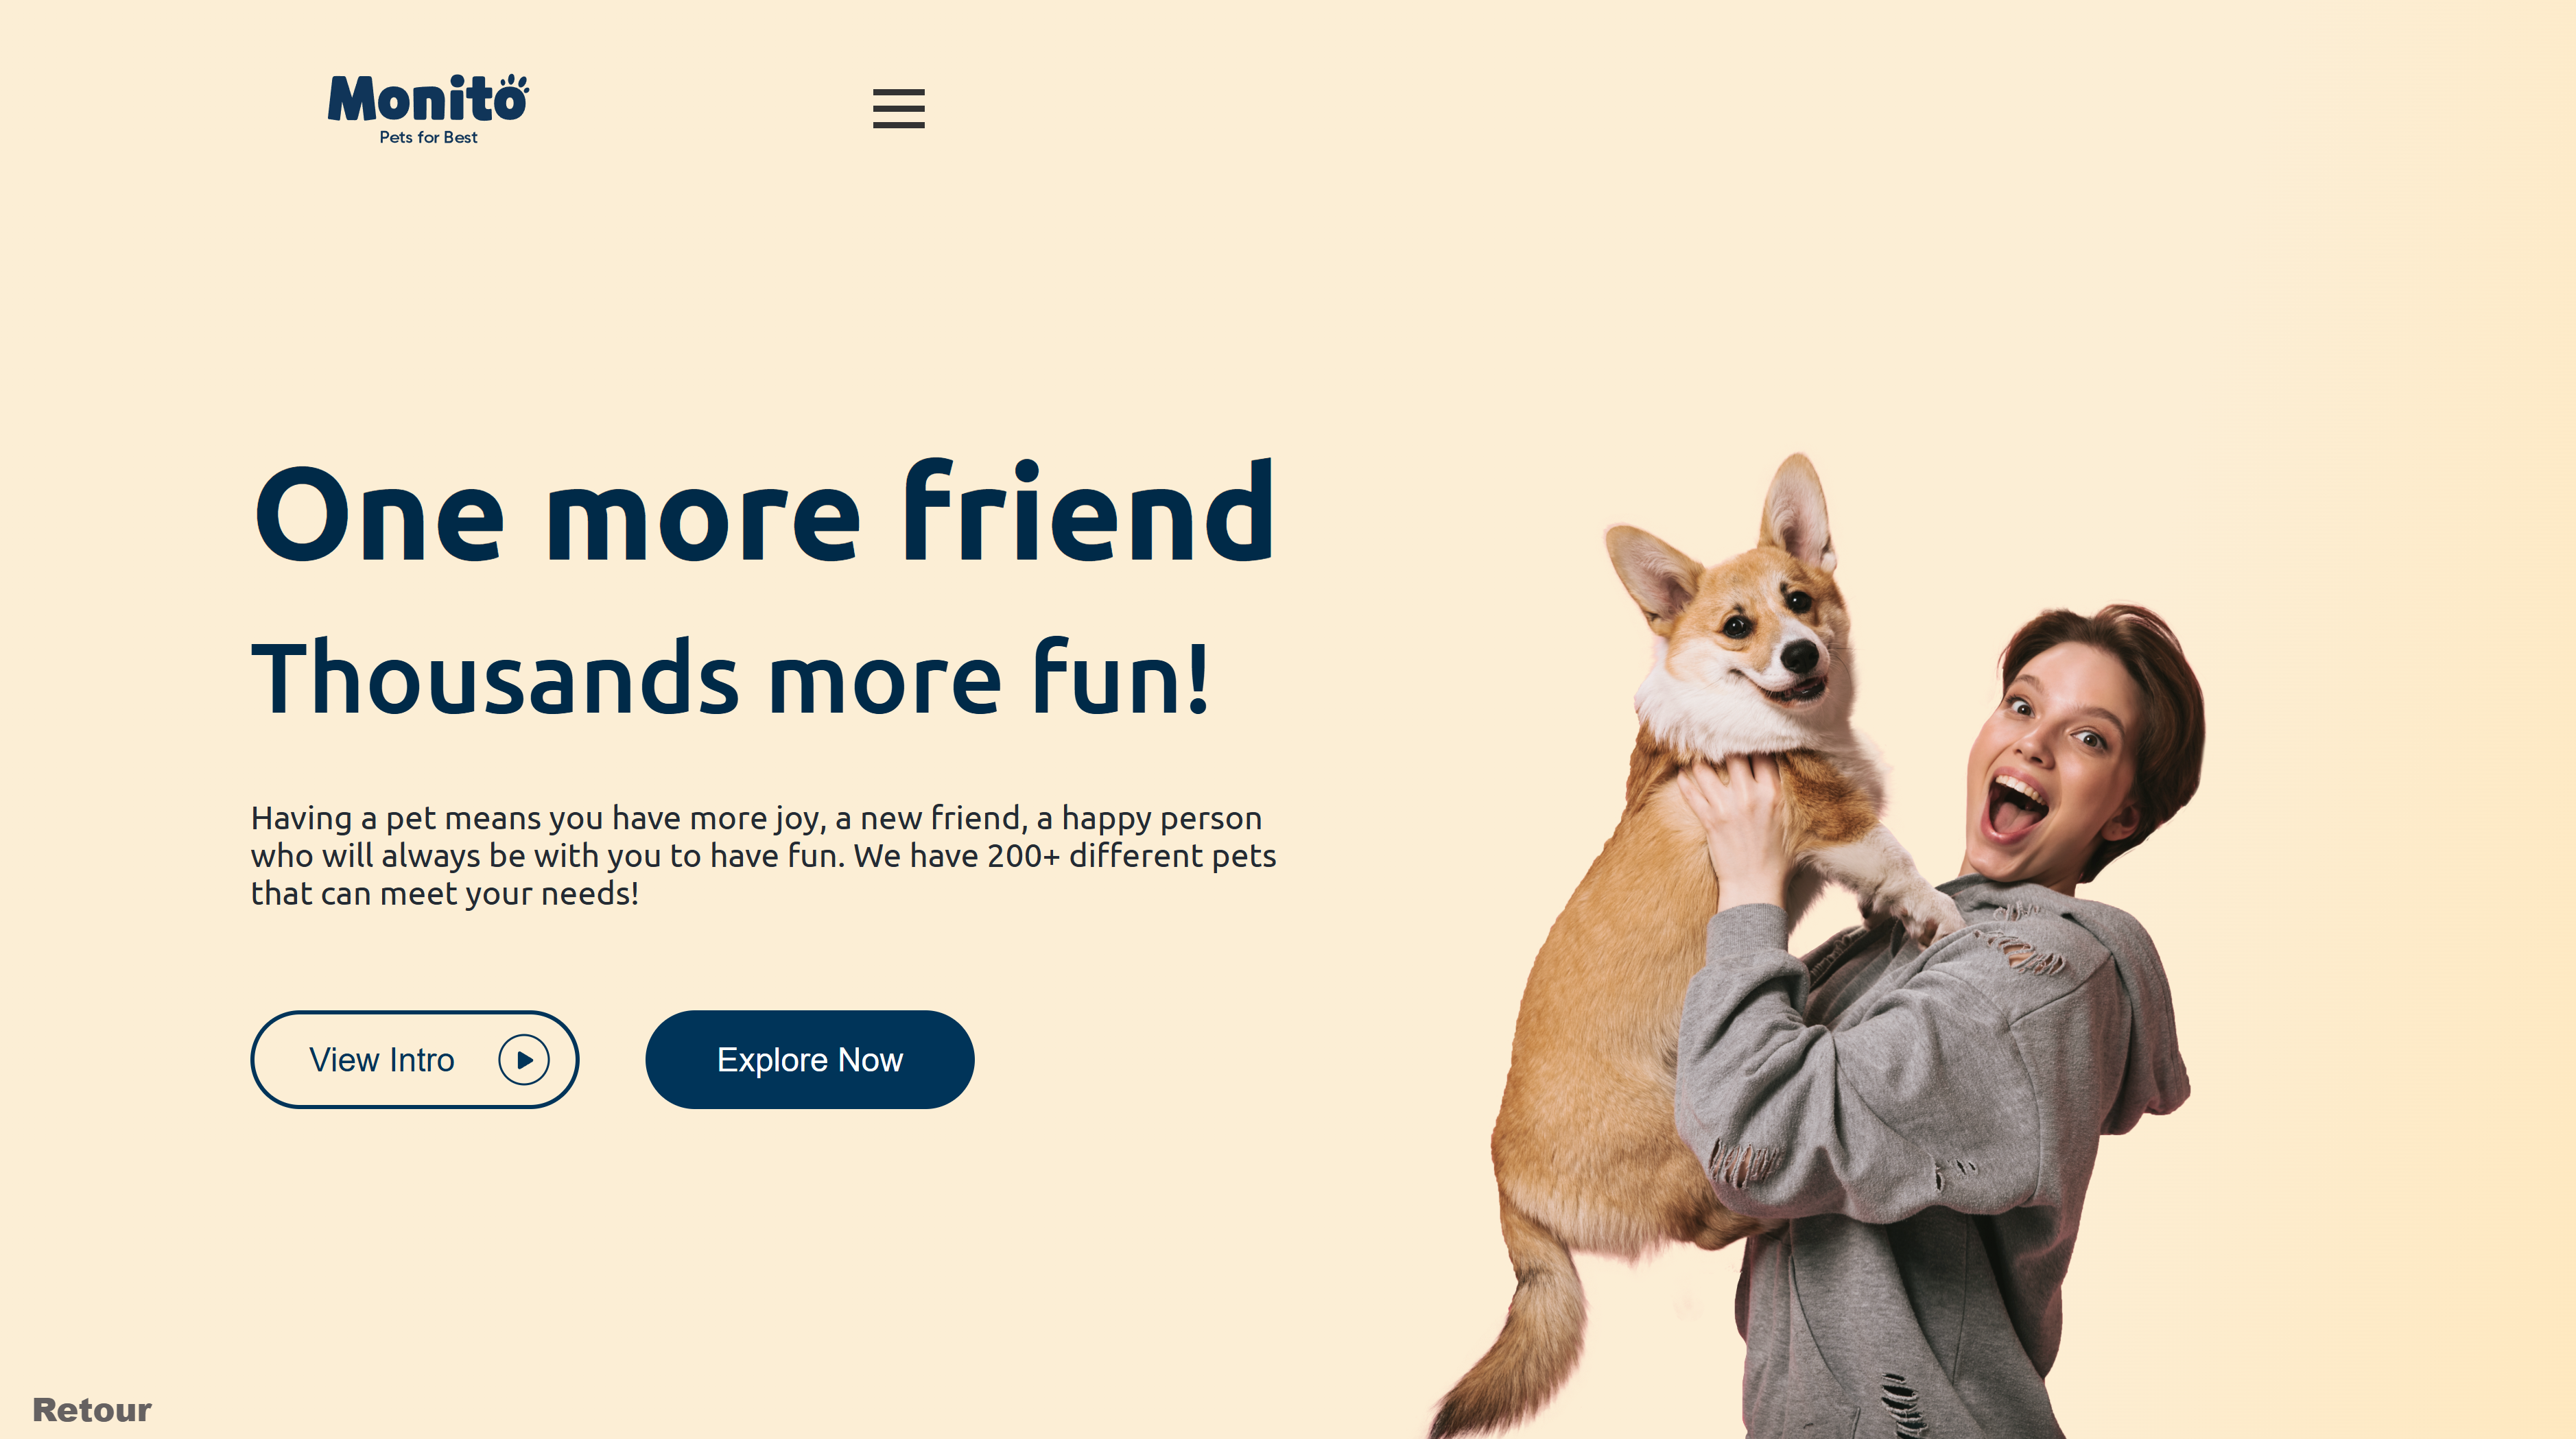 Monito
Pets for Best
One more friend
Thousands more fun!
Having a pet means you have more joy, a new friend, a happy person
who will always be with you to have fun. We have 200+ different pets
that can meet your needs!
View Intro
Explore Now
Retour